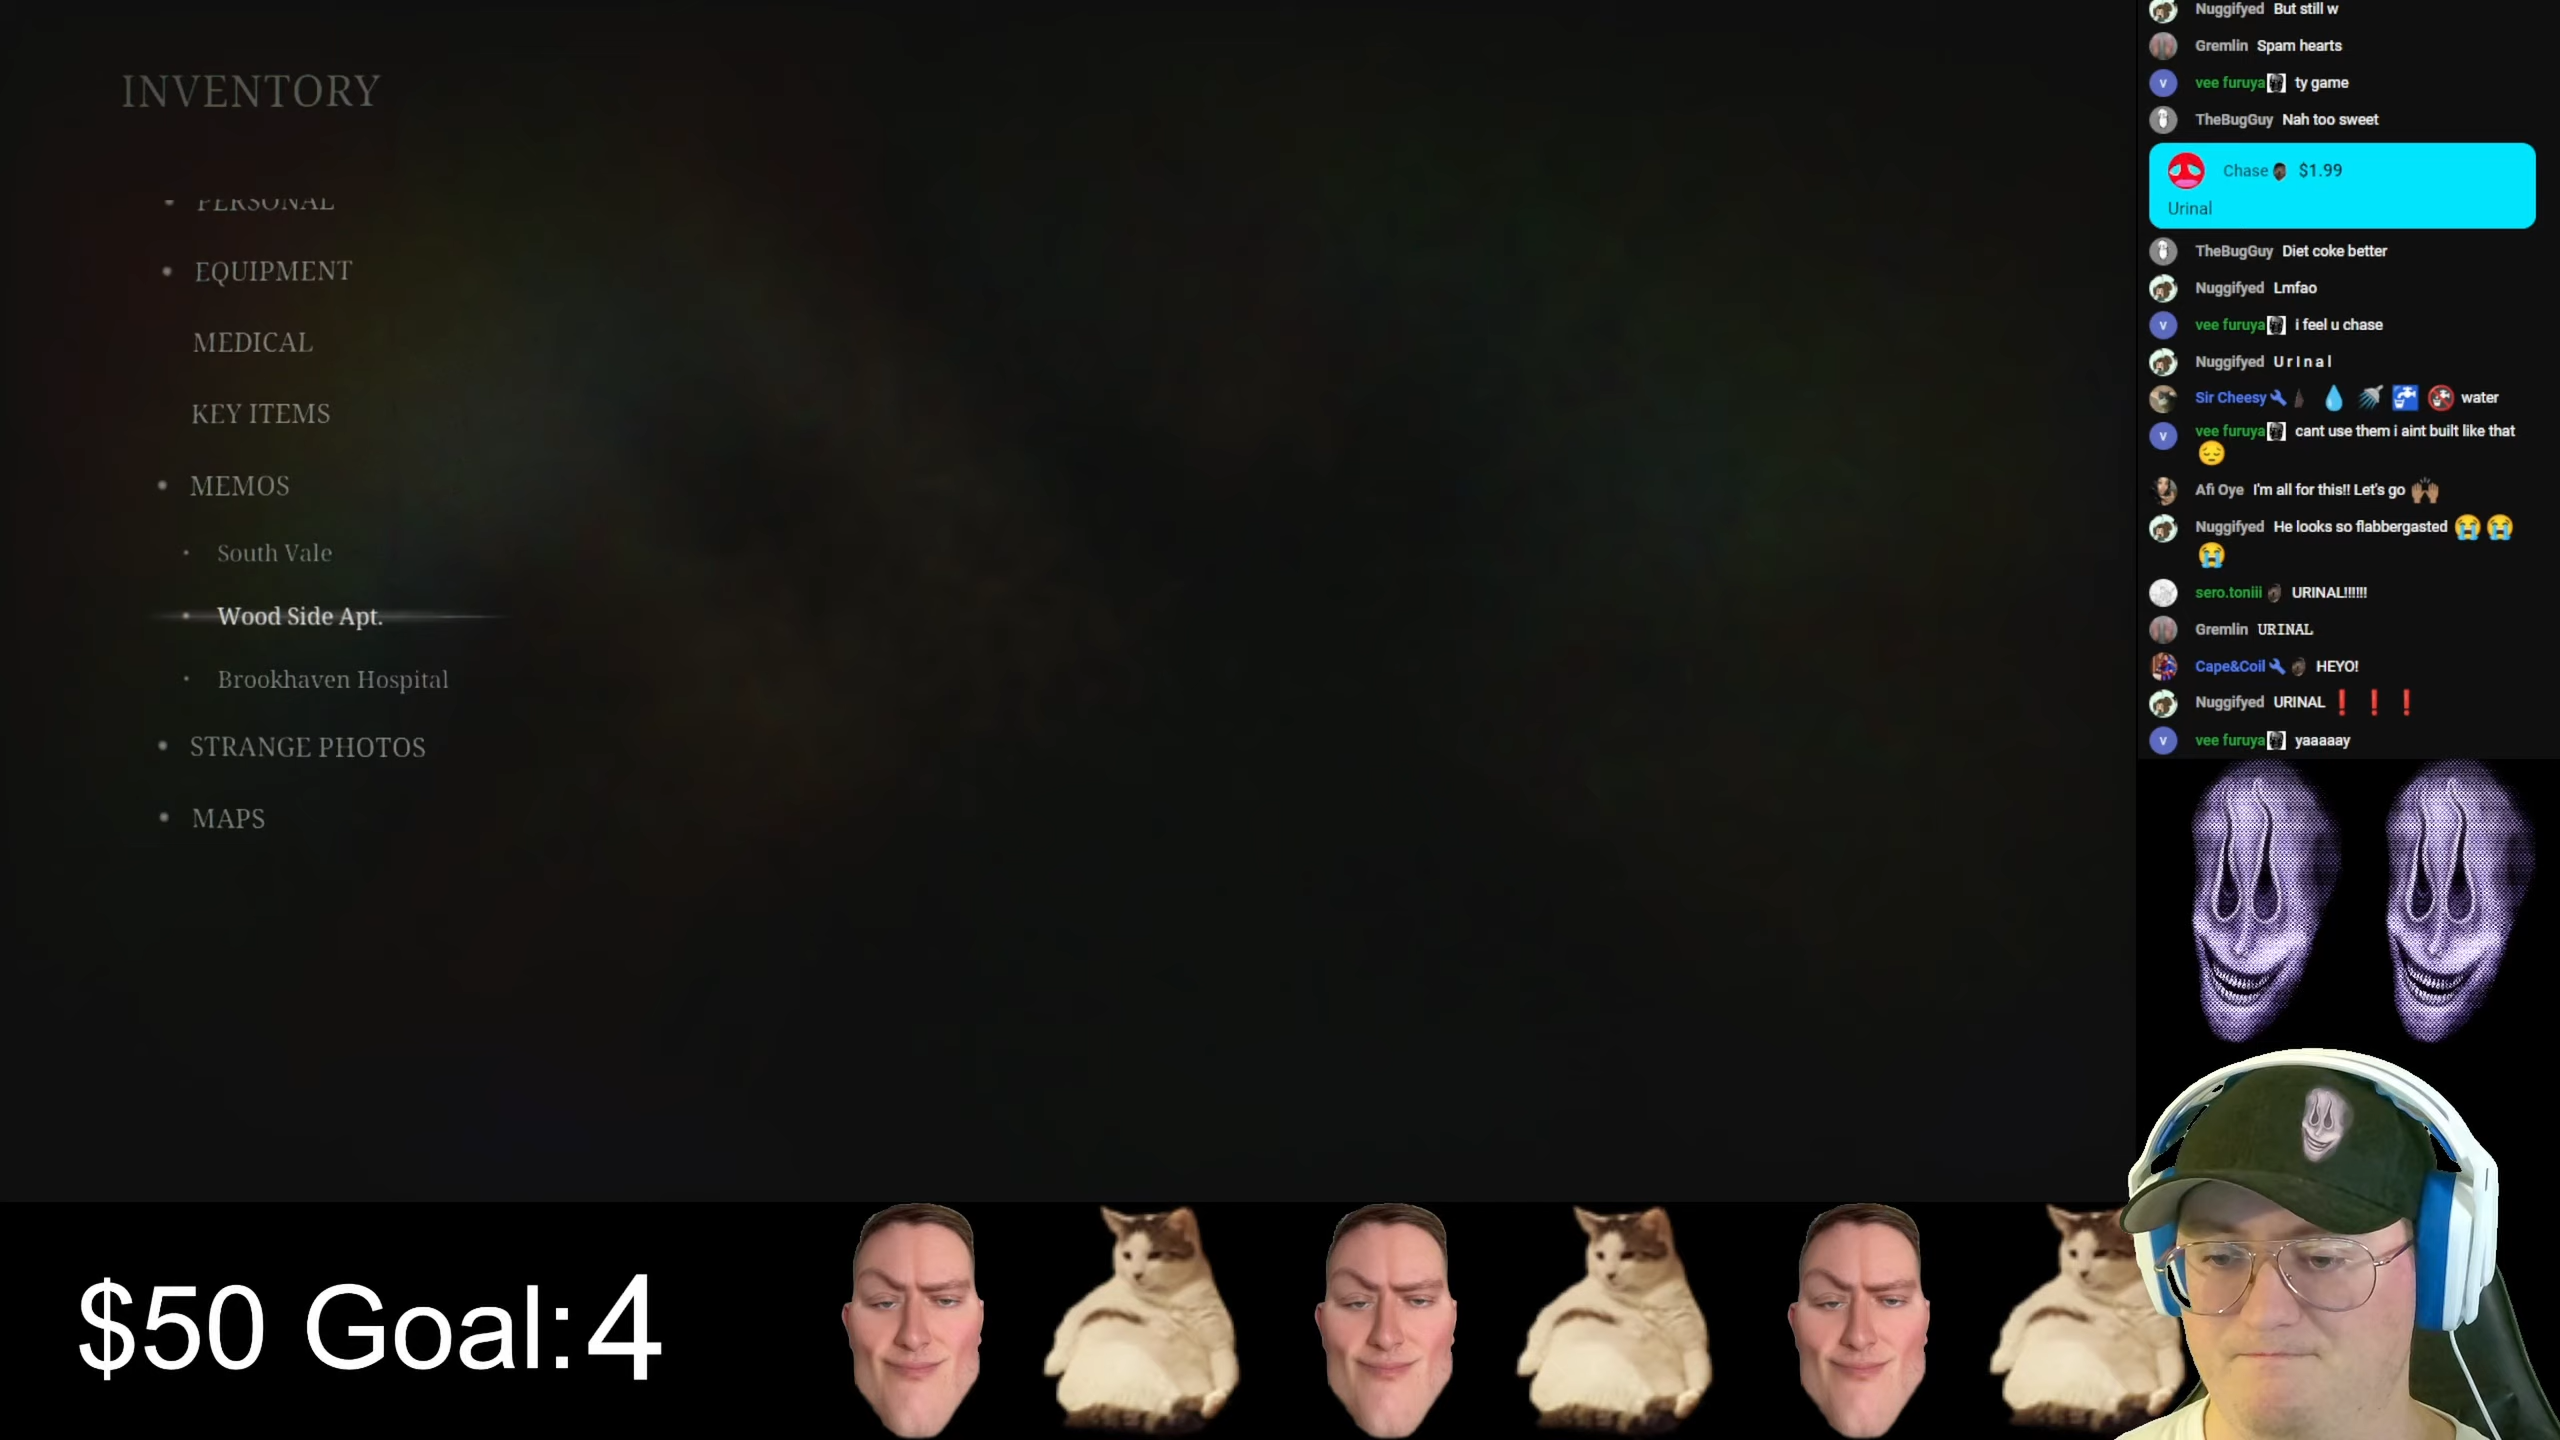 INVENTORY
PERSONAL
EQUIPMENT
MEDICAL
KEY ITEMS
MEMOS
South Vale
Wood Side Apt.
Brookhaven Hospital
STRANGE PHOTOS
MAPS
Nuggifyed But still w
Gremlin Spam hearts
vee furuya ty game
TheBugGuy Nah too sweet
Chase $1.99
Urinal
TheBugGuy Diet coke better
Nuggifyed Lmfao
vee furuya i feel u chase
Nuggifyed U r I n a l
Sir Cheesy 💧 🚿 🚰 🚱 water
vee furuya cant use them i aint built like that
😔
Afi Oye I'm all for this!! Let's go 🙌🏽
Nuggifyed He looks so flabbergasted 😭 😭
😭
sero.toniii URINAL!!!!!!
Gremlin URINAL
Cape&Coil HEYO!
Nuggifyed URINAL ❗ ❗ ❗
vee furuya yaaaaay
$50 Goal: 4